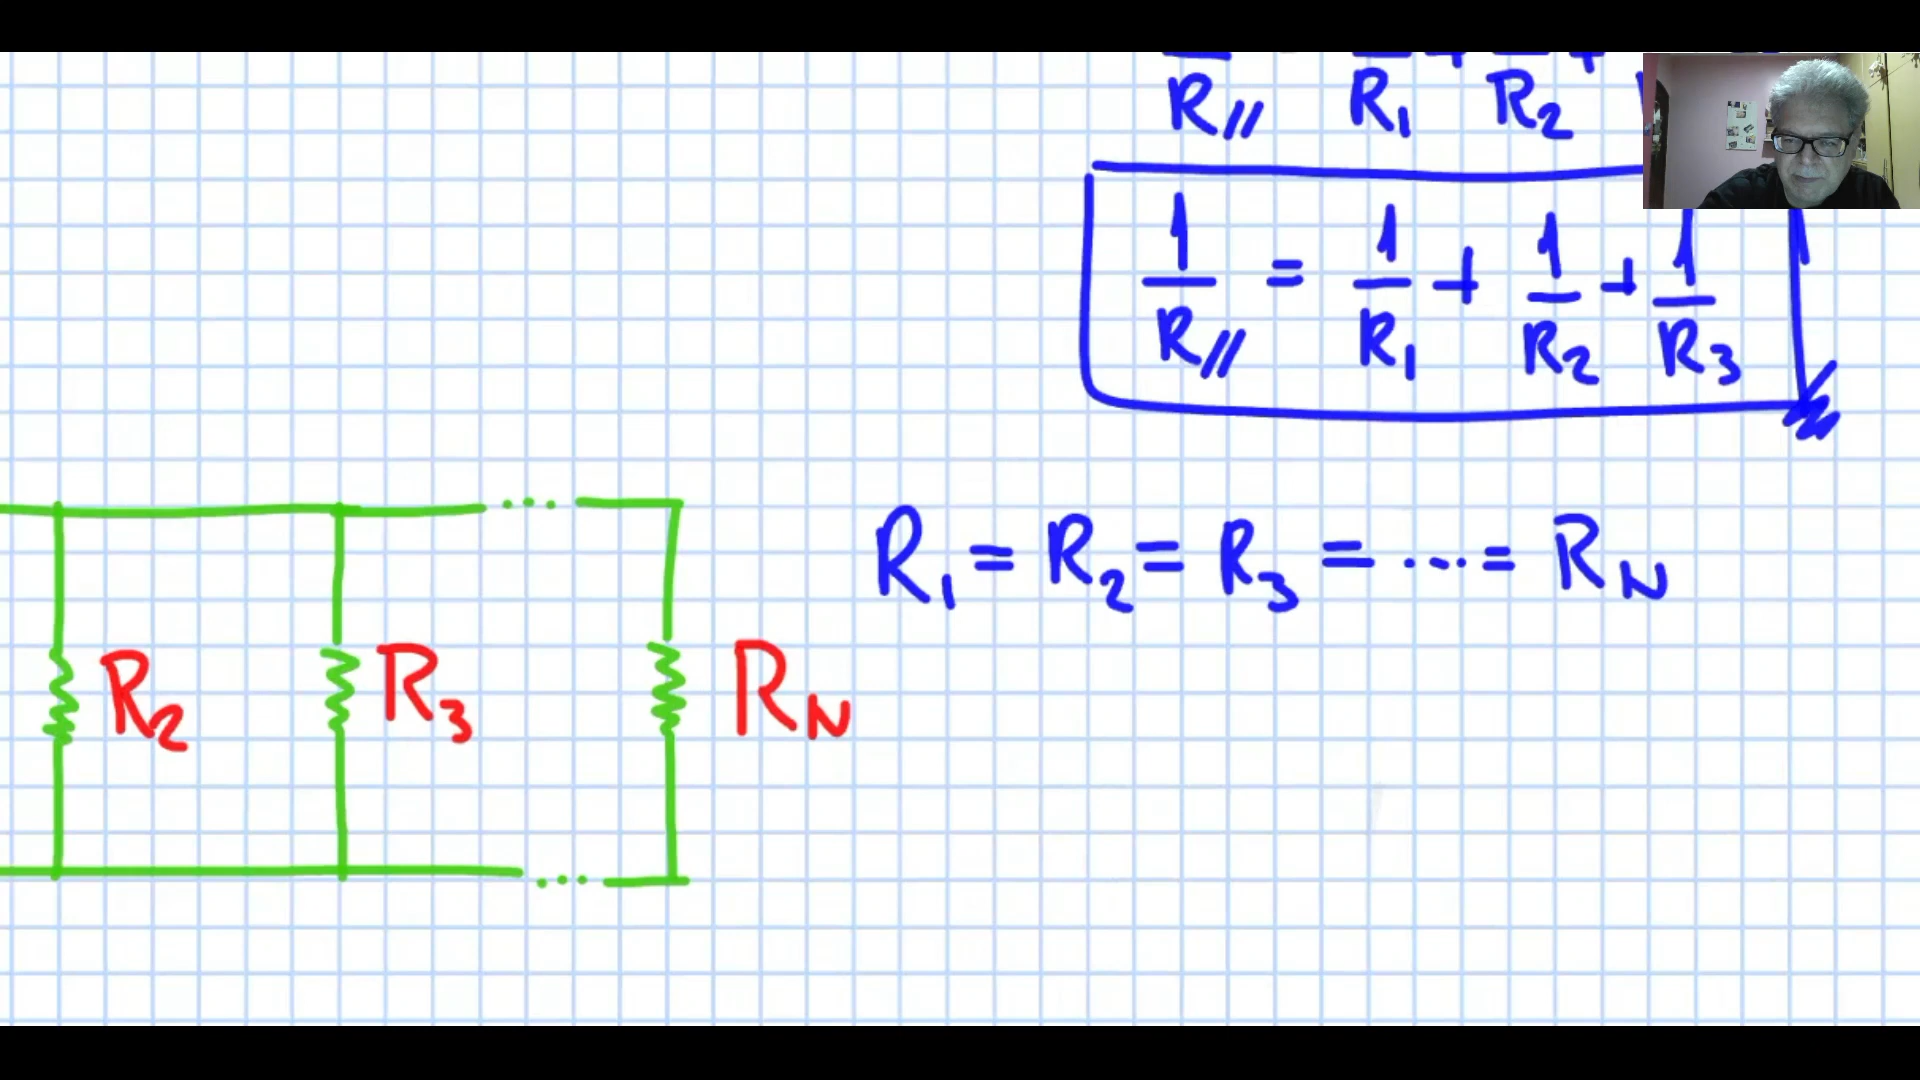 R// R1 R2
1/R// = 1/R1 + 1/R2 + 1/R3
R1 = R2 = R3 = ... = RN
R2 R3 RN